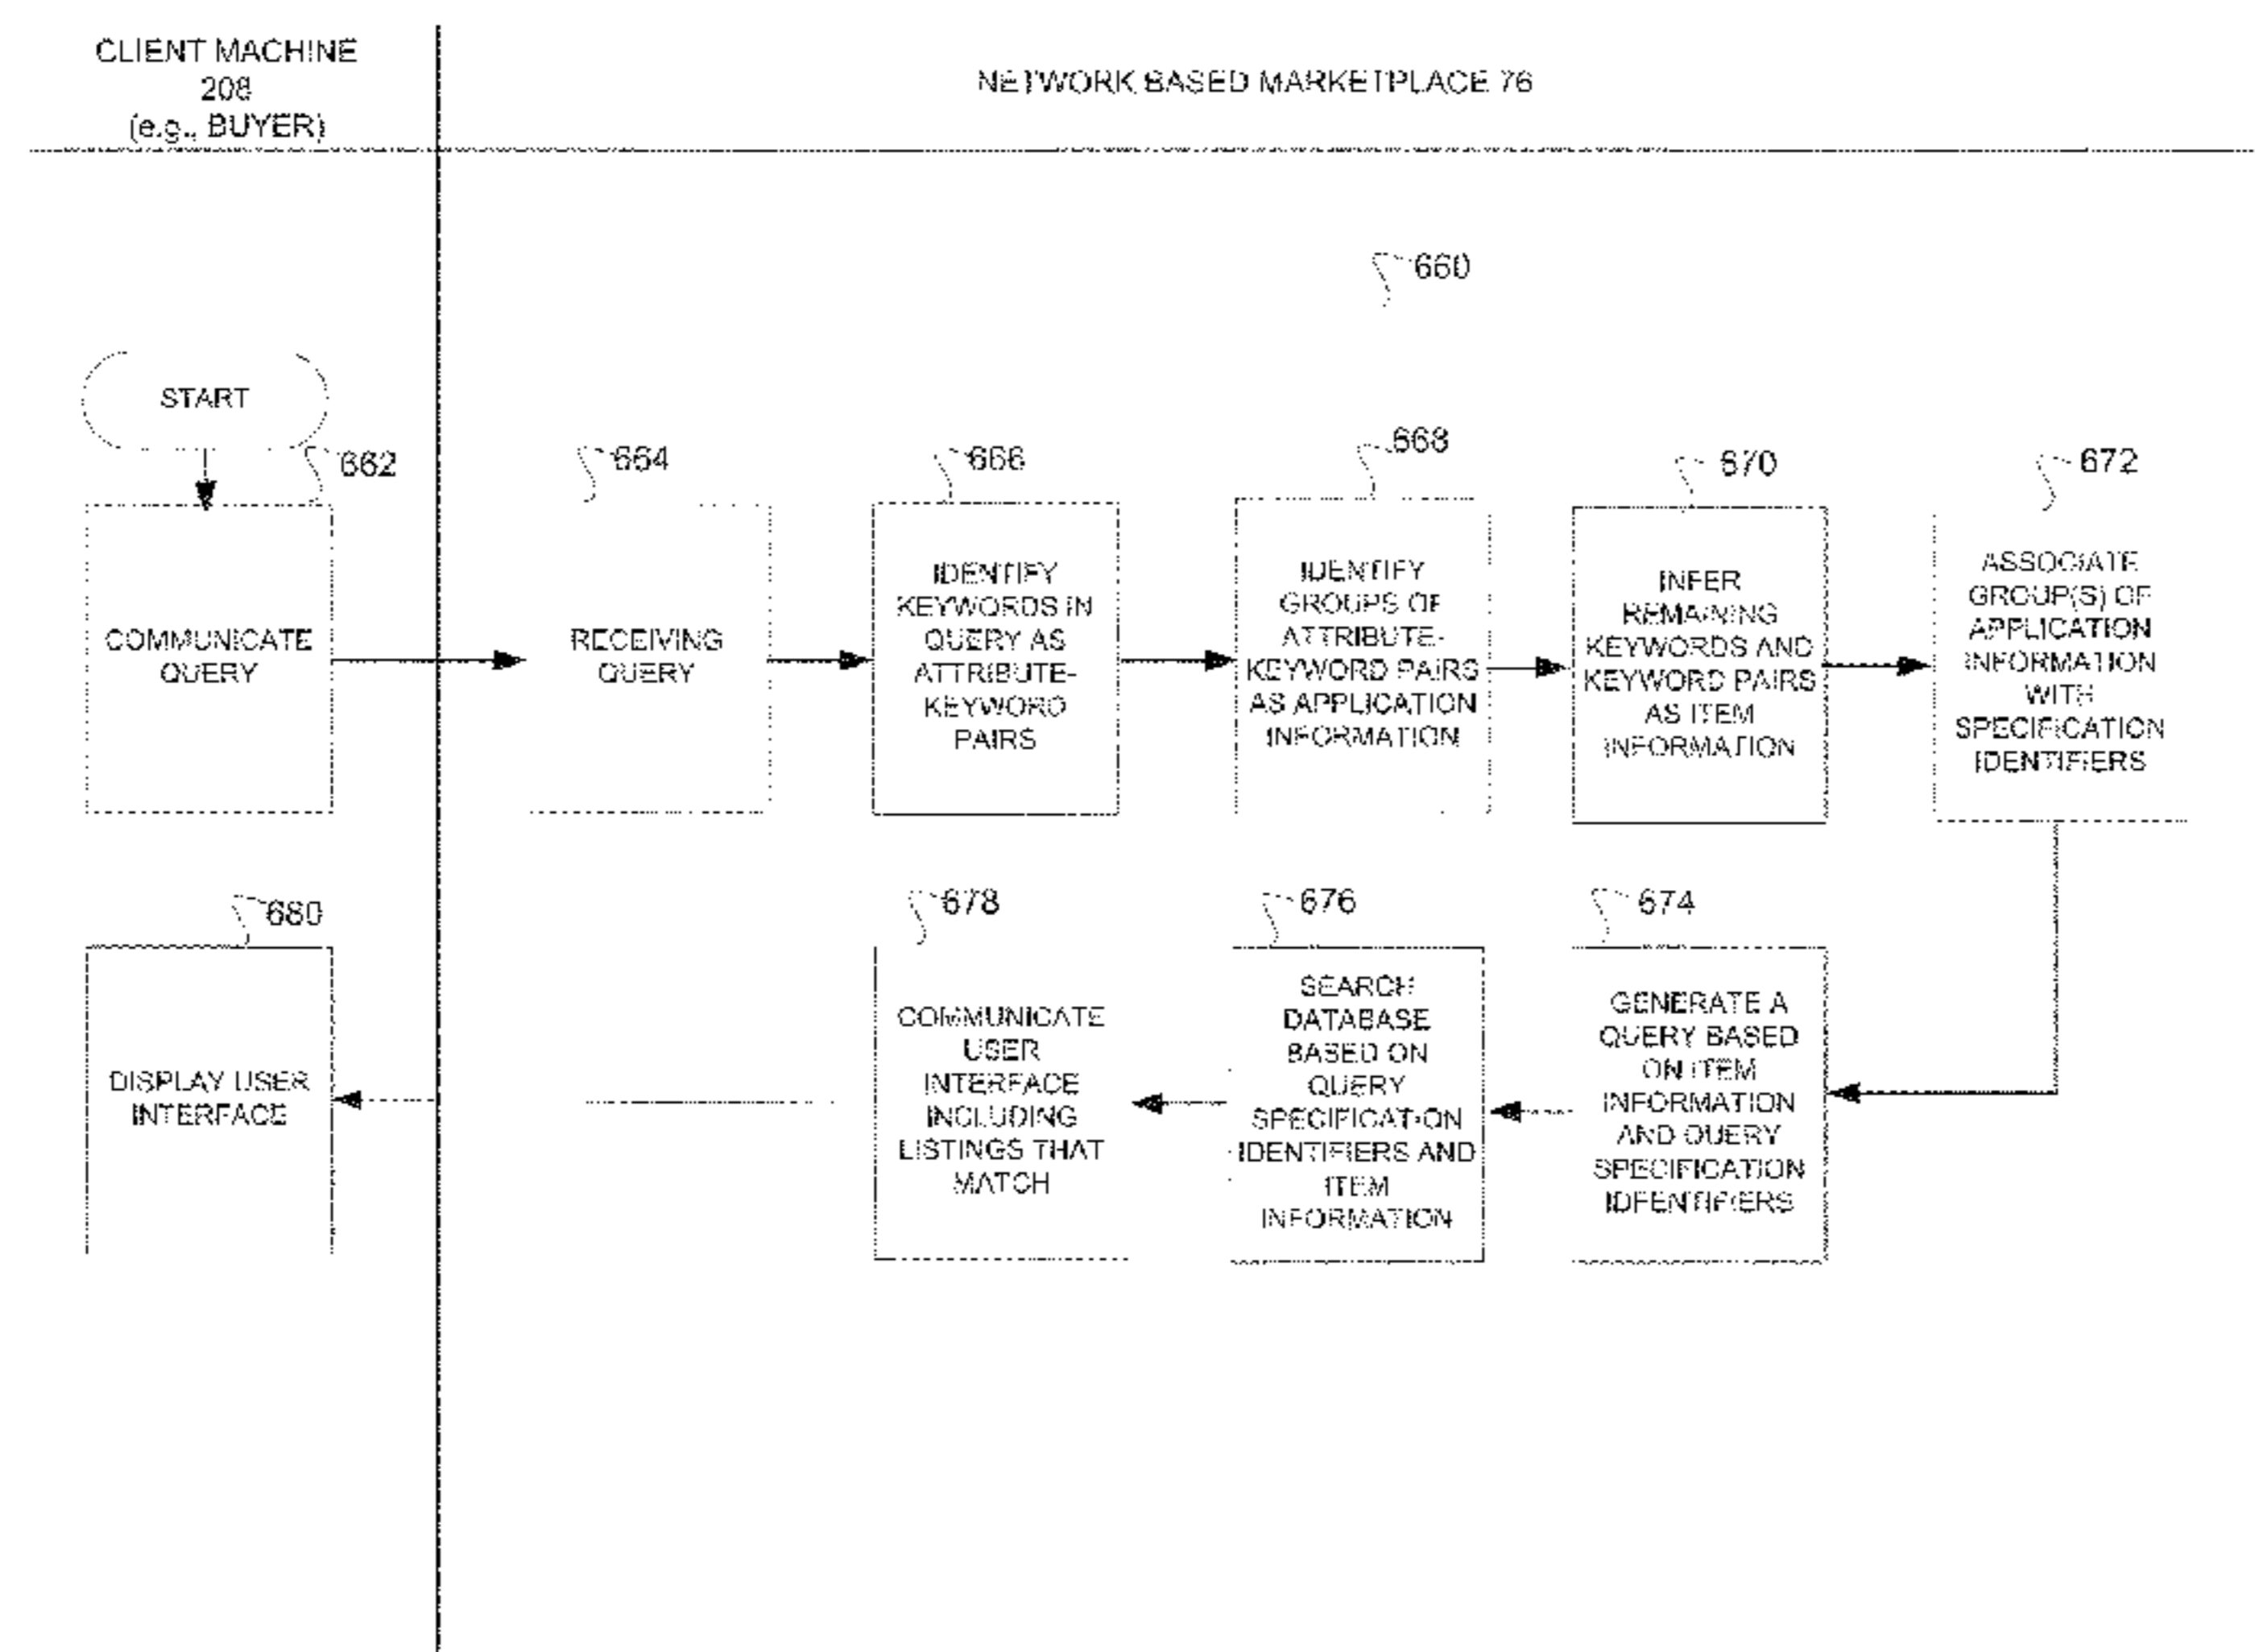 CLIENT MACHINE
208
(e.g., BUYER)
NETWORK BASED MARKETPLACE 76
660
START
662
664
666
668
670
672
COMMUNICATE
QUERY
RECEIVING
QUERY
IDENTIFY
KEYWORDS IN
QUERY AS
ATTRIBUTE-
KEYWORD
PAIRS
IDENTIFY
GROUPS OF
ATTRIBUTE-
KEYWORD PAIRS
AS APPLICATION
INFORMATION
INFER
REMAINING
KEYWORDS AND
KEYWORD PAIRS
AS ITEM
INFORMATION
ASSOCIATE
GROUP(S) OF
APPLICATION
INFORMATION
WITH
SPECIFICATION
IDENTIFIERS
680
678
676
674
DISPLAY USER
INTERFACE
COMMUNICATE
USER
INTERFACE
INCLUDING
LISTINGS THAT
MATCH
SEARCH
DATABASE
BASED ON
QUERY
SPECIFICATION
IDENTIFIERS AND
ITEM
INFORMATION
GENERATE A
QUERY BASED
ON ITEM
INFORMATION
AND QUERY
SPECIFICATION
IDFENTIFIERS